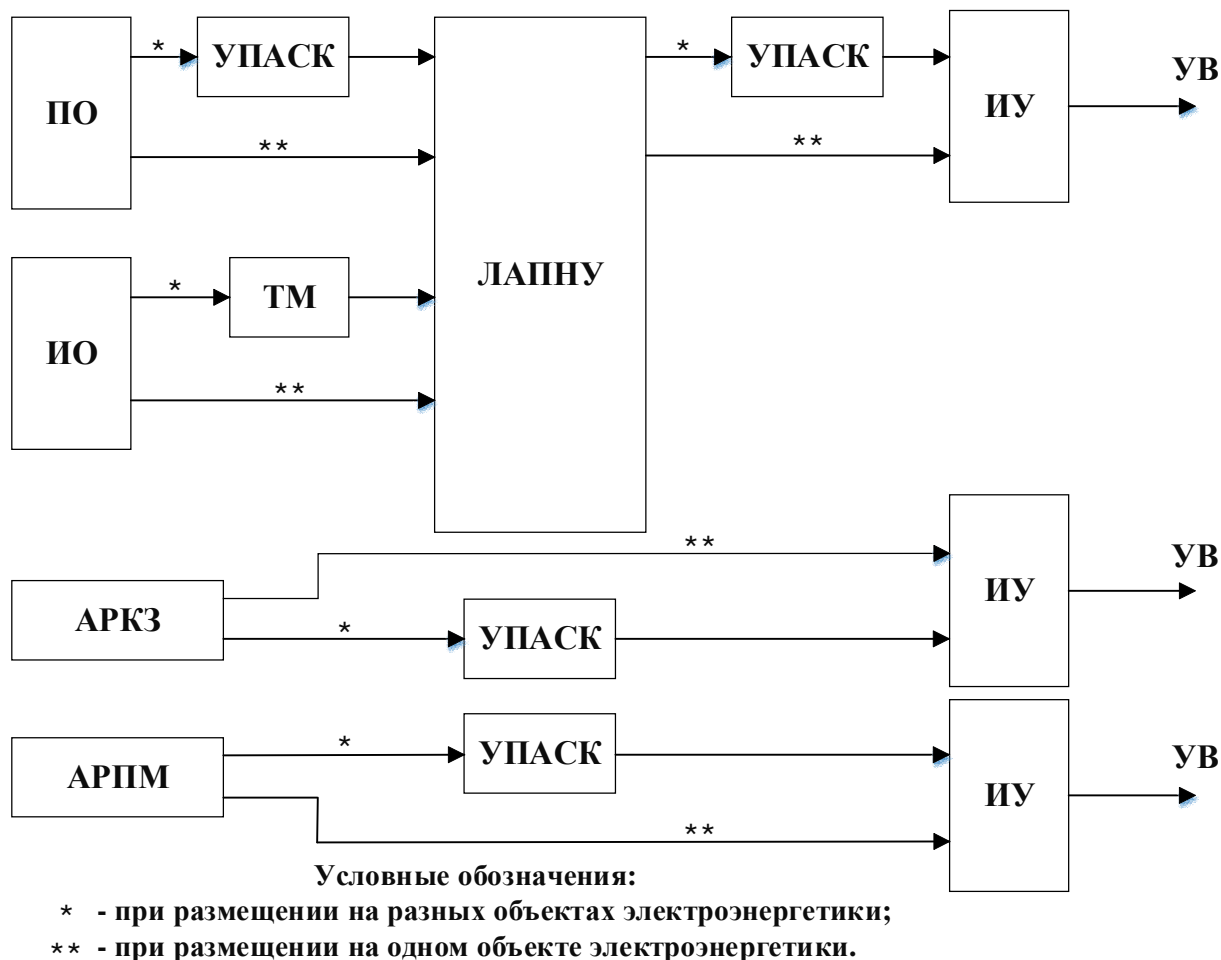 * УПАСК
* УПАСК
УВ
ПО
ИУ
**
**
ЛАПНУ
* ТМ
ИО
**
**
УВ
АРКЗ
ИУ
* УПАСК
* УПАСК
УВ
АРПМ
ИУ
**
Условные обозначения:
* - при размещении на разных объектах электроэнергетики;
** - при размещении на одном объекте электроэнергетики.